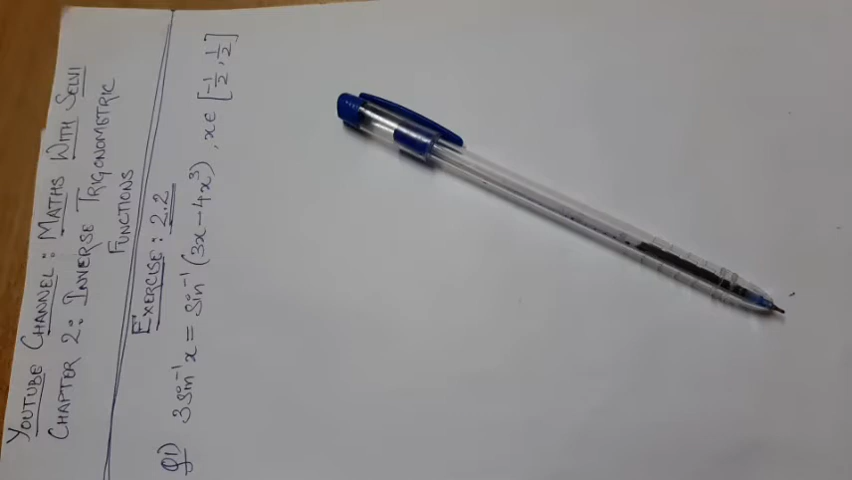 YOUTUBE CHANNEL: MATHS WITH SELVI
CHAPTER 2: INVERSE TRIGONOMETRIC
FUNCTIONS
EXERCISE: 2.2
Q1) 3sin⁻¹x = sin⁻¹(3x-4x³), x∈[-1/2, 1/2]